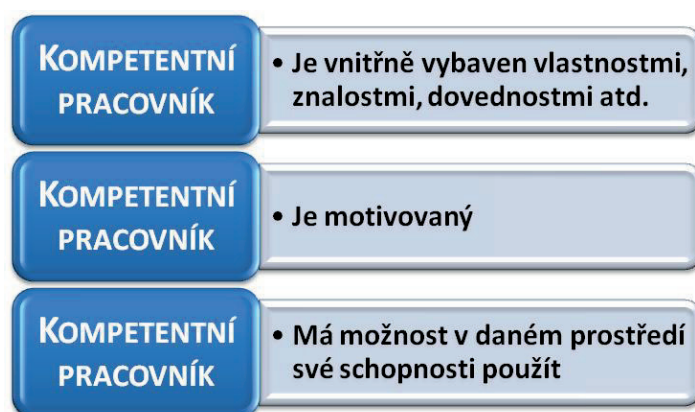 KOMPETENTNÍ
PRACOVNÍK
• Je vnitřně vybaven vlastnostmi,
znalostmi, dovednostmi atd.
KOMPETENTNÍ
PRACOVNÍK
• Je motivovaný
KOMPETENTNÍ
PRACOVNÍK
• Má možnost v daném prostředí
své schopnosti použít